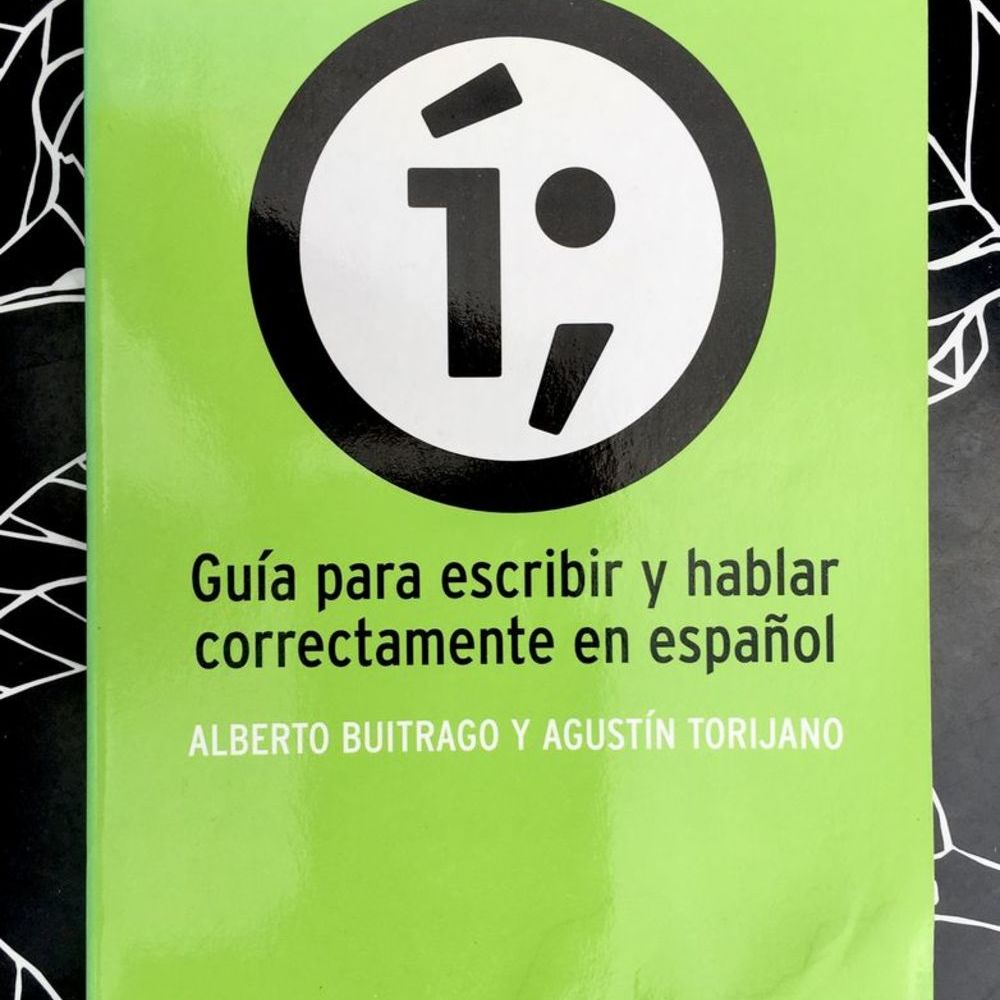 í;
Guía para escribir y hablar
correctamente en español
ALBERTO BUITRAGO Y AGUSTÍN TORIJANO